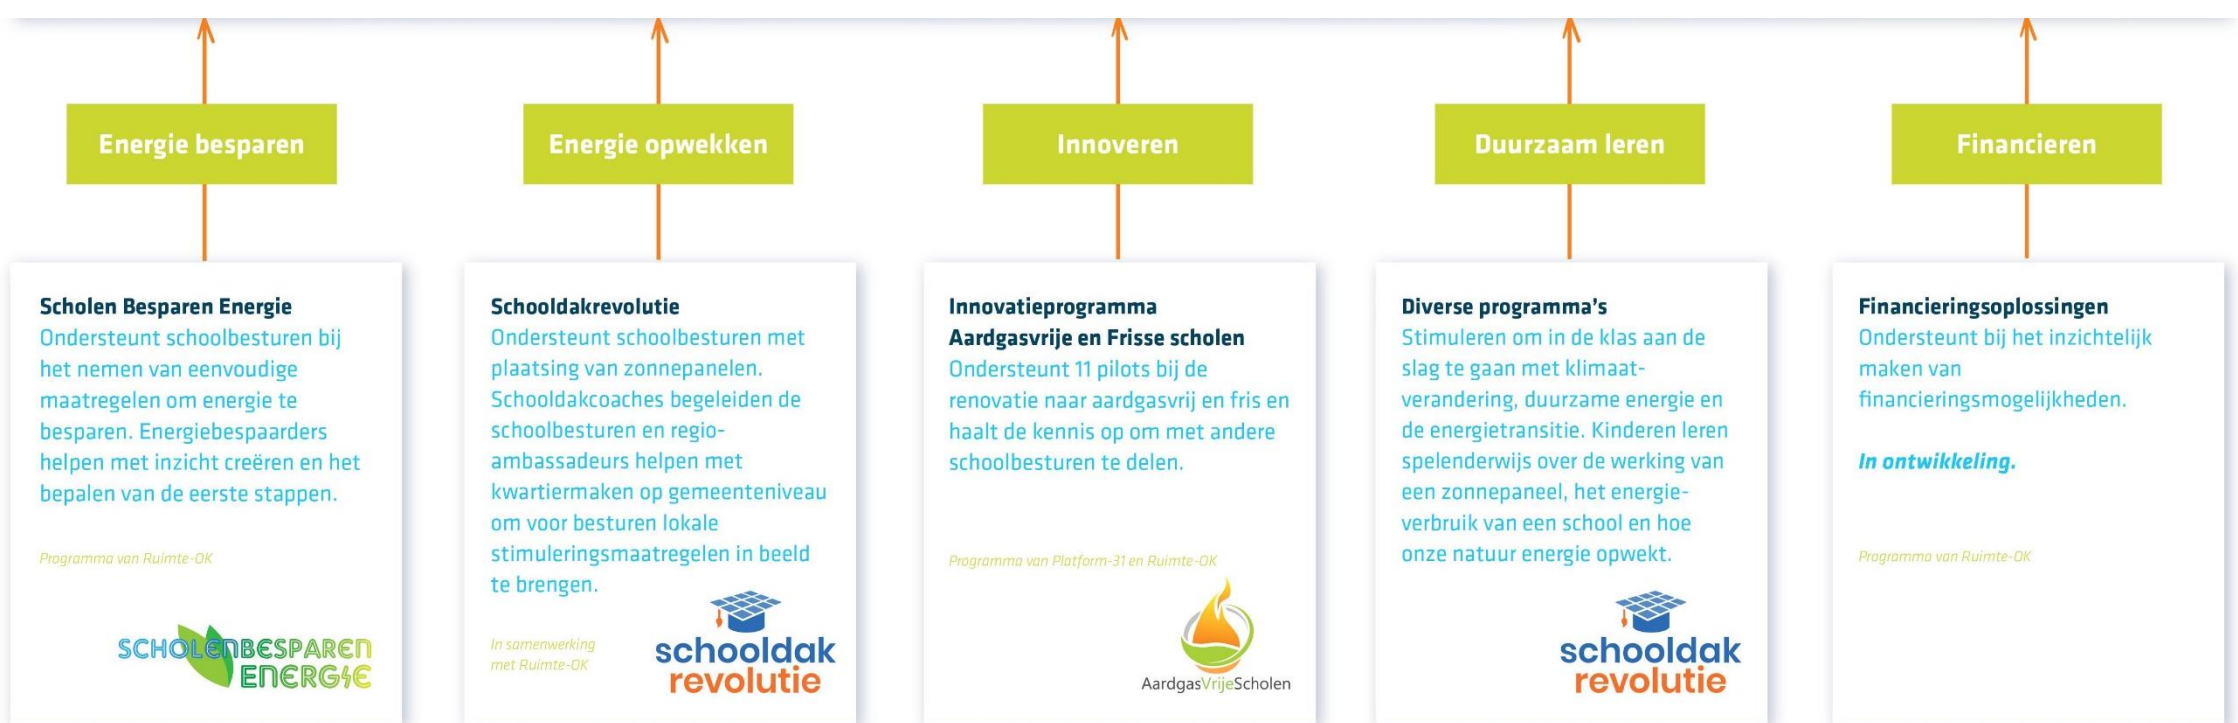 Energie besparen
Energie opwekken
Innoveren
Duurzaam leren
Financieren
Scholen Besparen Energie
Ondersteunt schoolbesturen bij
het nemen van eenvoudige
maatregelen om energie te
besparen. Energiebespaarders
helpen met inzicht creëren en het
bepalen van de eerste stappen.
Programma van Ruimte-OK
SCHOLENBESPAREN
ENERGIE
Schooldakrevolutie
Ondersteunt schoolbesturen met
plaatsing van zonnepanelen.
Schooldakcoaches begeleiden de
schoolbesturen en regio-
ambassadeurs helpen met
kwartiermaken op gemeenteniveau
om voor besturen lokale
stimuleringsmaatregelen in beeld
te brengen.
In samenwerking
met Ruimte-OK
schooldak
revolutie
Innovatieprogramma
Aardgasvrije en Frisse scholen
Ondersteunt 11 pilots bij de
renovatie naar aardgasvrij en fris en
haalt de kennis op om met andere
schoolbesturen te delen.
Programma van Platform-31 en Ruimte-OK
AardgasVrijeScholen
Diverse programma's
Stimuleren om in de klas aan de
slag te gaan met klimaat-
verandering, duurzame energie en
de energietransitie. Kinderen leren
spelenderwijs over de werking van
een zonnepaneel, het energie-
verbruik van een school en hoe
onze natuur energie opwekt.
schooldak
revolutie
Financieringsoplossingen
Ondersteunt bij het inzichtelijk
maken van
financieringsmogelijkheden.
In ontwikkeling.
Programma van Ruimte-OK